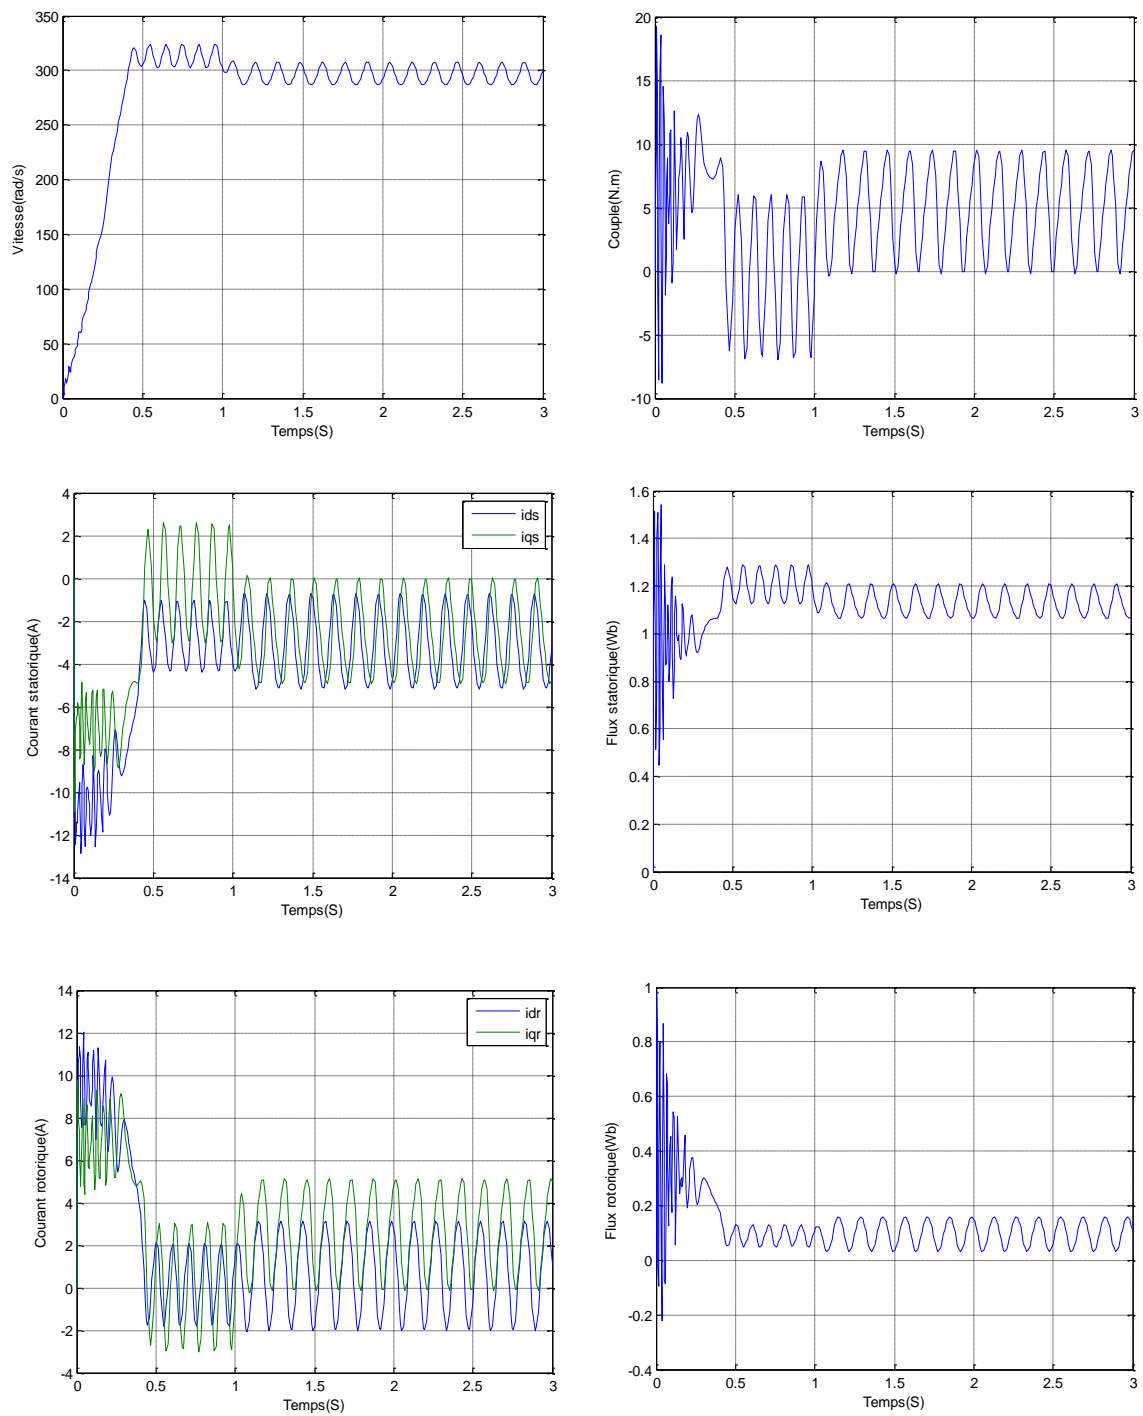 350
300
250
200
150
100
50
0
Vitesse(rad/s)
0 0.5 1 1.5 2 2.5 3
Temps(S)
20
15
10
5
0
-5
-10
Couple(N.m)
0 0.5 1 1.5 2 2.5 3
Temps(S)
4
2
0
-2
-4
-6
-8
-10
-12
-14
Courant statorique(A)
ids
iqs
0 0.5 1 1.5 2 2.5 3
Temps(S)
1.6
1.4
1.2
1
0.8
0.6
0.4
0.2
0
Flux statorique(Wb)
0 0.5 1 1.5 2 2.5 3
Temps(S)
14
12
10
8
6
4
2
0
-2
-4
Courant rotorique(A)
idr
iqr
0 0.5 1 1.5 2 2.5 3
Temps(S)
1
0.8
0.6
0.4
0.2
0
-0.2
-0.4
Flux rotorique(Wb)
0 0.5 1 1.5 2 2.5 3
Temps(S)